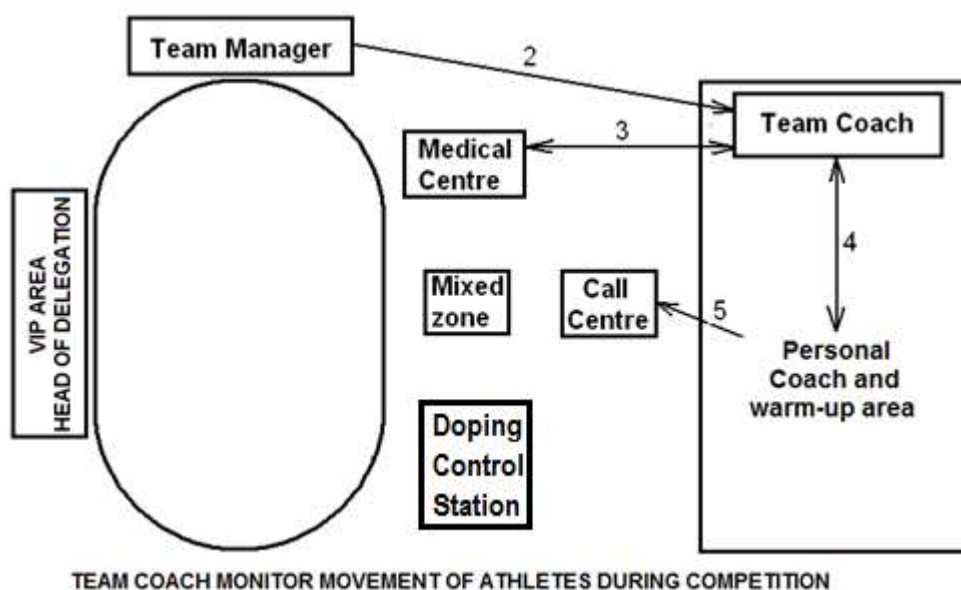 Team Manager
2
Team Coach
3
Medical
Centre
4
VIP AREA
HEAD OF DELEGATION
Mixed
zone
Call
Centre
5
Personal
Coach and
warm-up area
Doping
Control
Station
TEAM COACH MONITOR MOVEMENT OF ATHLETES DURING COMPETITION